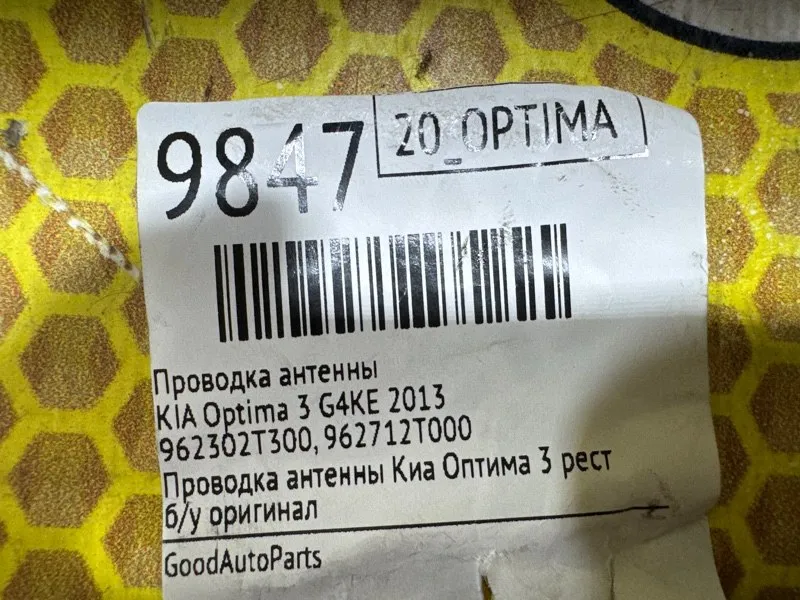 9847
20_OPTIMA
Проводка антенны
KIA Optima 3 G4KE 2013
962302T300, 962712T000
Проводка антенны Киа Оптима 3 рест
б/у оригинал
GoodAutoParts